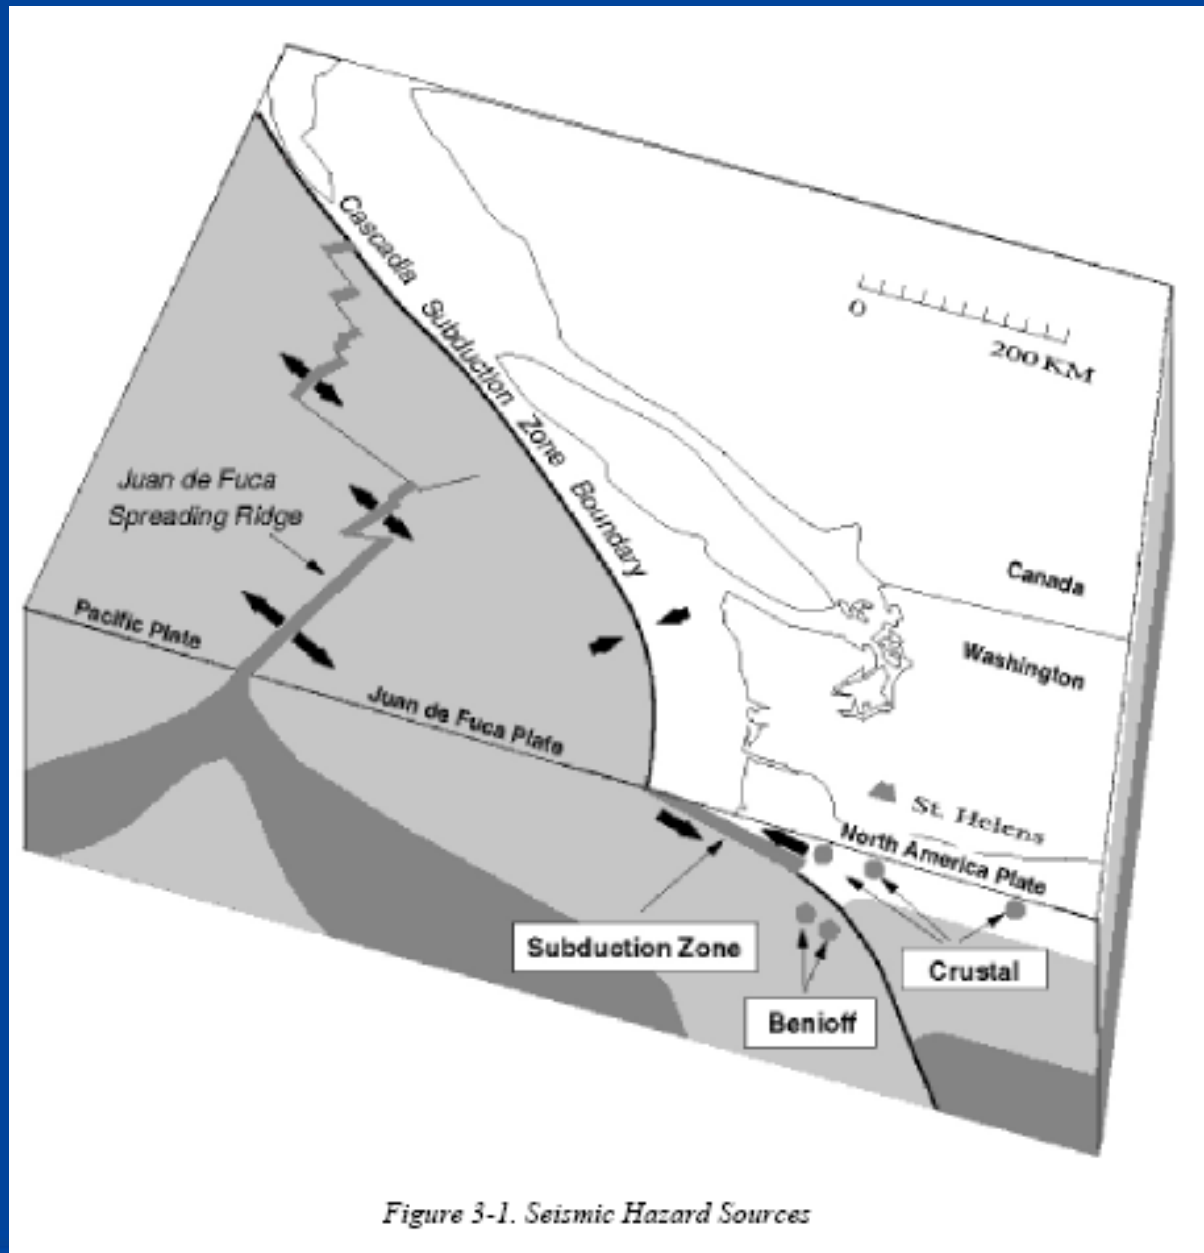 Cascadia Subduction Zone Boundary
0
200 KM
Juan de Fuca
Spreading Ridge
Canada
Pacific Plate
Washington
Juan de Fuca Plate
St. Helens
North America Plate
Subduction Zone
Crustal
Benioff
Figure 3-1. Seismic Hazard Sources